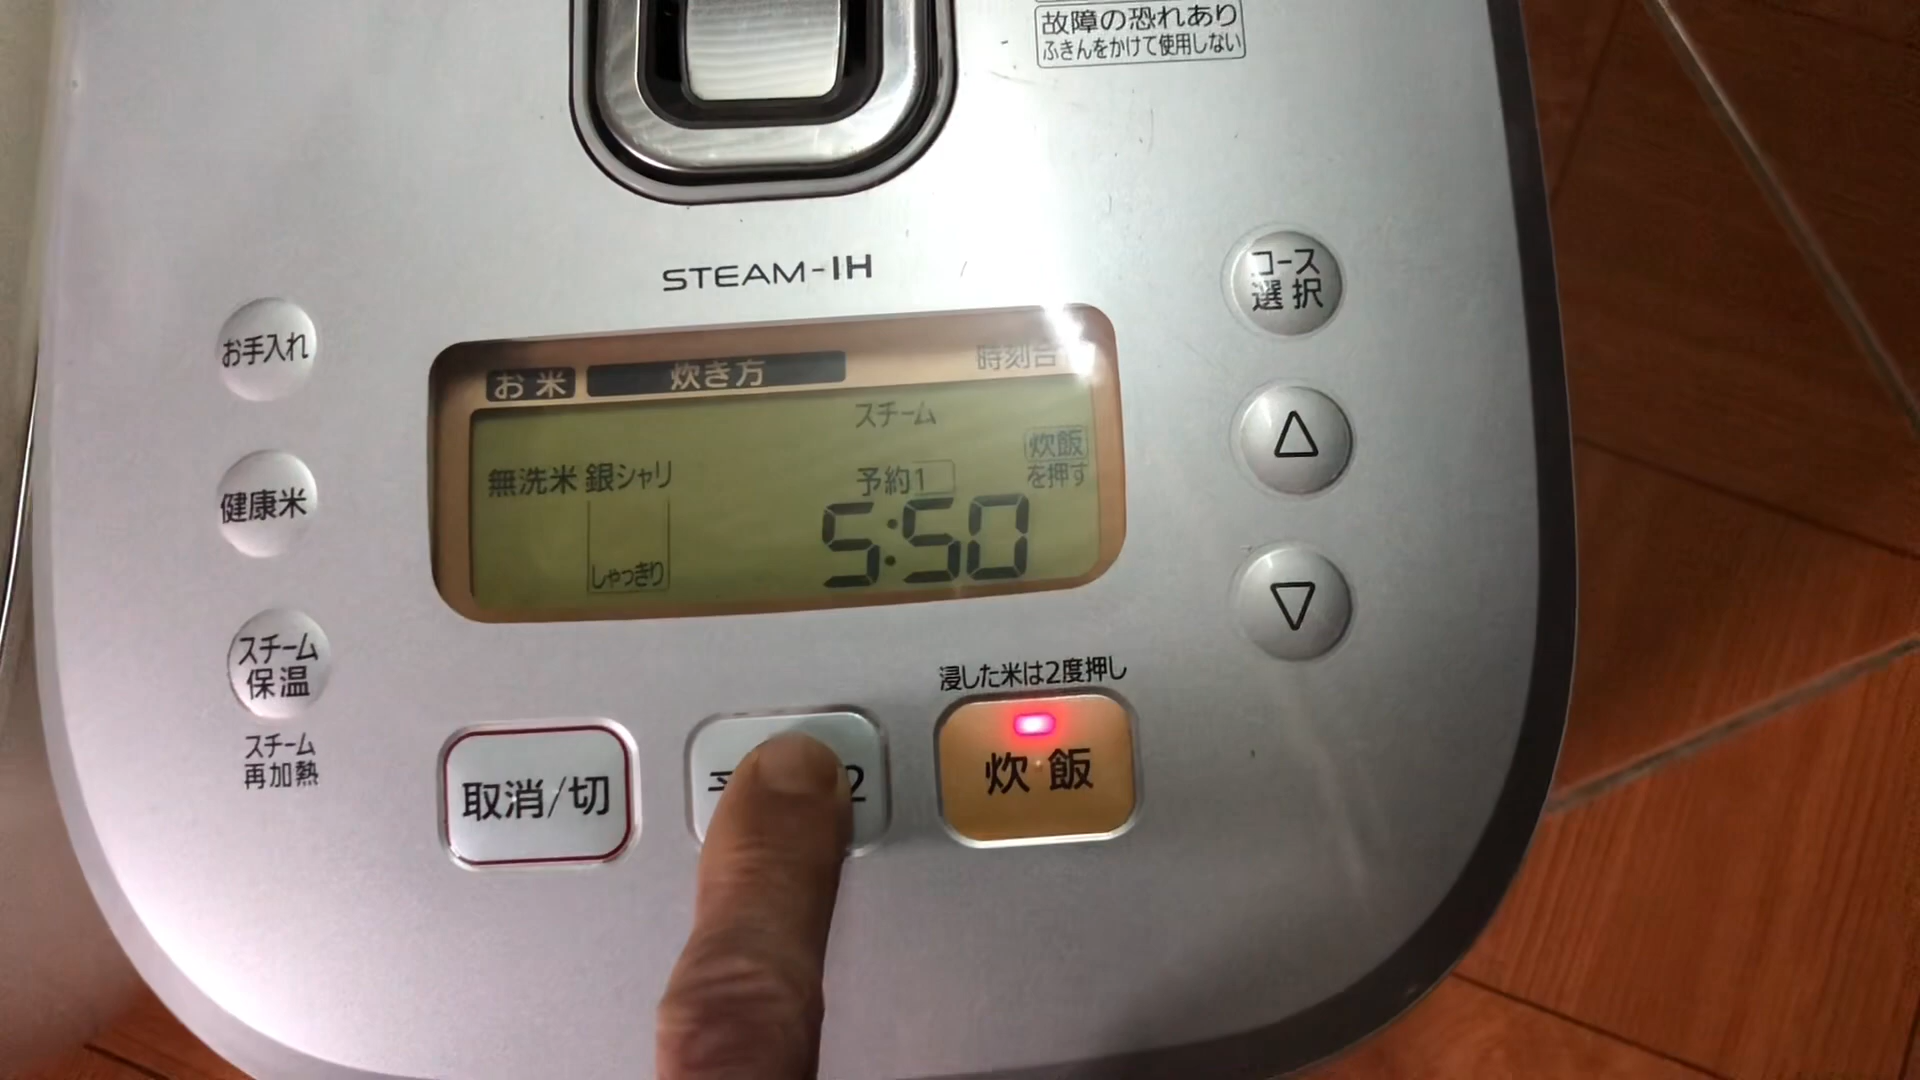 故障の恐れあり
ふきんをかけて使用しない
STEAM-IH
コース
選択
お手入れ
お米 炊き方 時刻合
スチーム
炊飯
を押す
無洗米 銀シャリ 予約1
5:50
しゃっきり
健康米
スチーム
保温
スチーム
再加熱
浸した米は2度押し
取消/切
2
炊飯